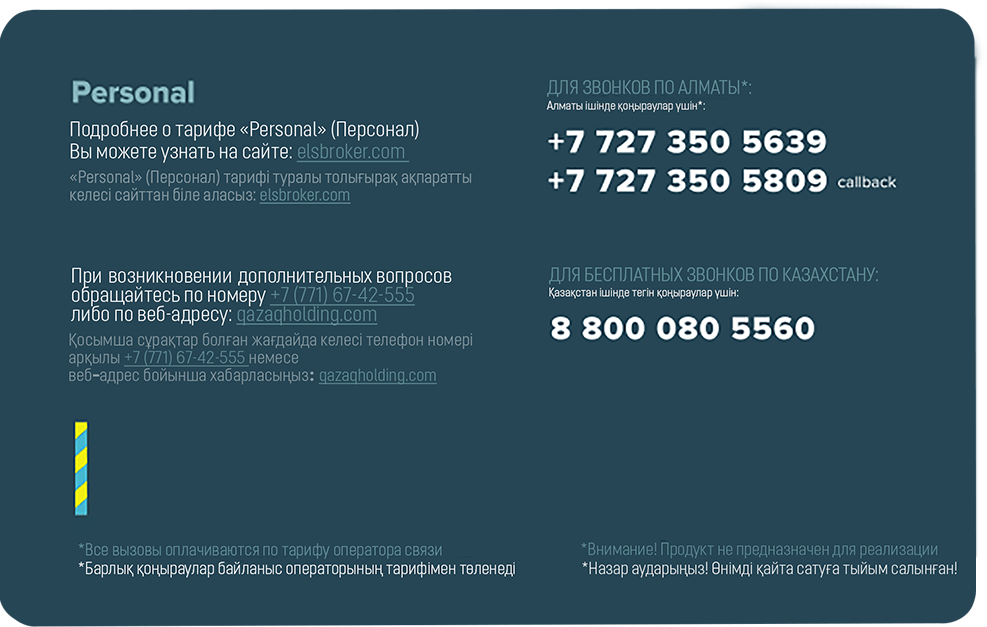 Personal
Подробнее о тарифе «Personal» (Персонал)
Вы можете узнать на сайте: elsbroker.com
«Personal» (Персонал) тарифі туралы толығырақ ақпаратты
келесі сайттан біле аласыз: elsbroker.com
При возникновении дополнительных вопросов
обращайтесь по номеру +7 (771) 67-42-555
либо по веб-адресу: qazaqholding.com
Қосымша сұрақтар болған жағдайда келесі телефон номері
арқылы +7 (771) 67-42-555 немесе
веб-адрес бойынша хабарласыңыз: qazaqholding.com
*Все вызовы оплачиваются по тарифу оператора связи
*Барлық қоңыраулар байланыс операторының тарифімен төленеді
ДЛЯ ЗВОНКОВ ПО АЛМАТЫ*:
Алматы ішінде қоңыраулар үшін*:
+7 727 350 5639
+7 727 350 5809 callback
ДЛЯ БЕСПЛАТНЫХ ЗВОНКОВ ПО КАЗАХСТАНУ:
Қазақстан ішінде тегін қоңыраулар үшін:
8 800 080 5560
*Внимание! Продукт не предназначен для реализации
*Назар аударыңыз! Өнімді қайта сатуға тыйым салынған!